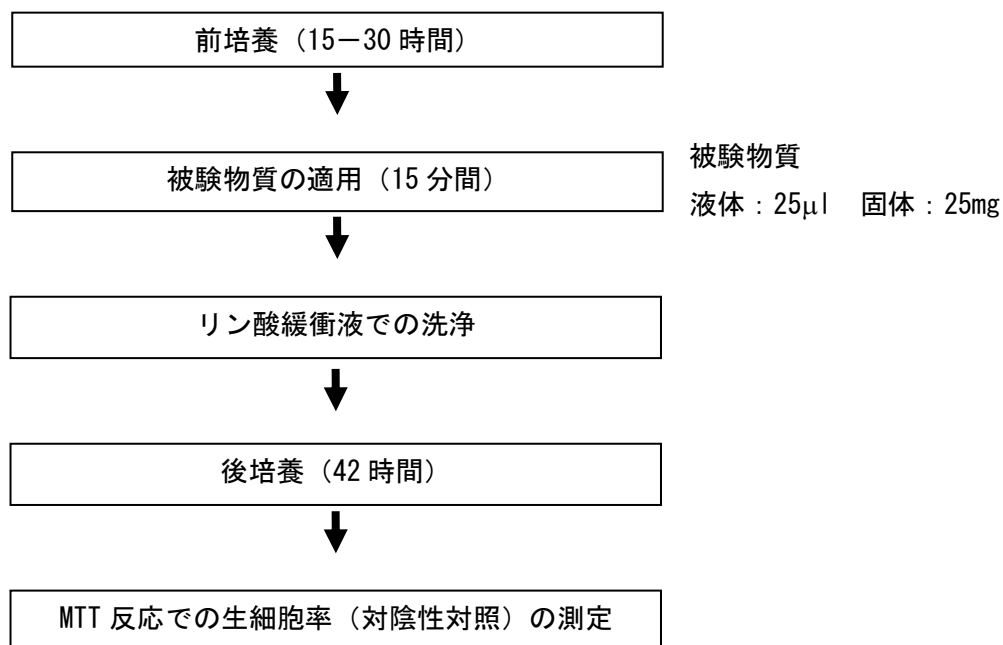 前培養（15－30 時間）
被験物質の適用（15 分間）
被験物質
液体：25μl　固体：25mg
リン酸緩衝液での洗浄
後培養（42 時間）
MTT 反応での生細胞率（対陰性対照）の測定